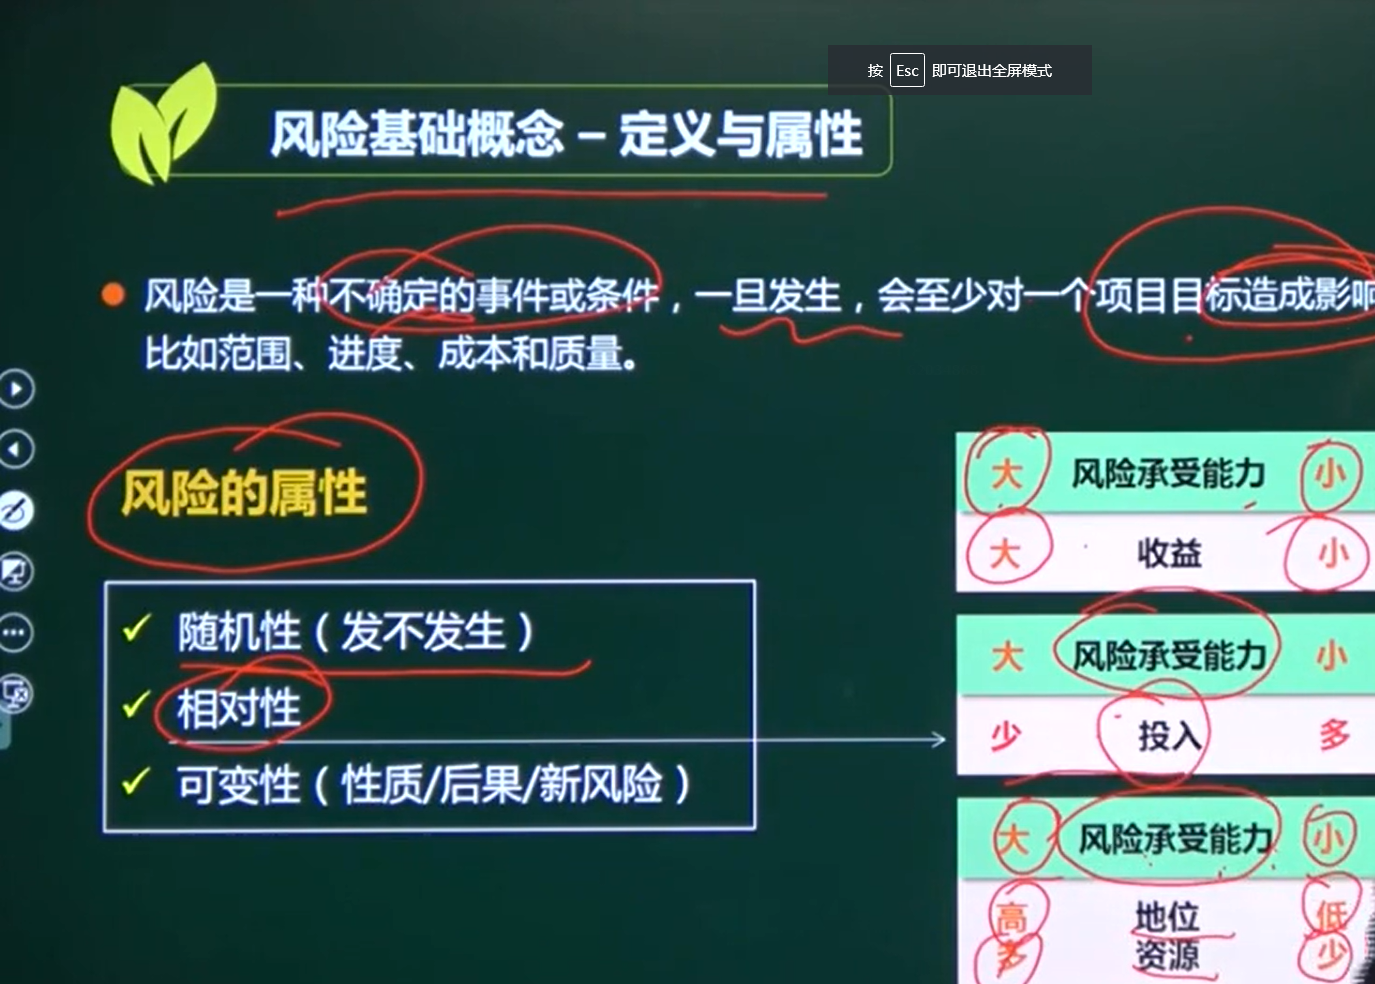 按 Esc 即可退出全屏模式
风险基础概念 – 定义与属性
风险是一种不确定的事件或条件，一旦发生，会至少对一个项目目标造成影响
比如范围、进度、成本和质量。
风险的属性
随机性（发不发生）
相对性
可变性（性质/后果/新风险）
大 风险承受能力 小
大 收益 小
大 风险承受能力 小
少 投入 多
大 风险承受能力 小
高 地位 低
多 资源 少